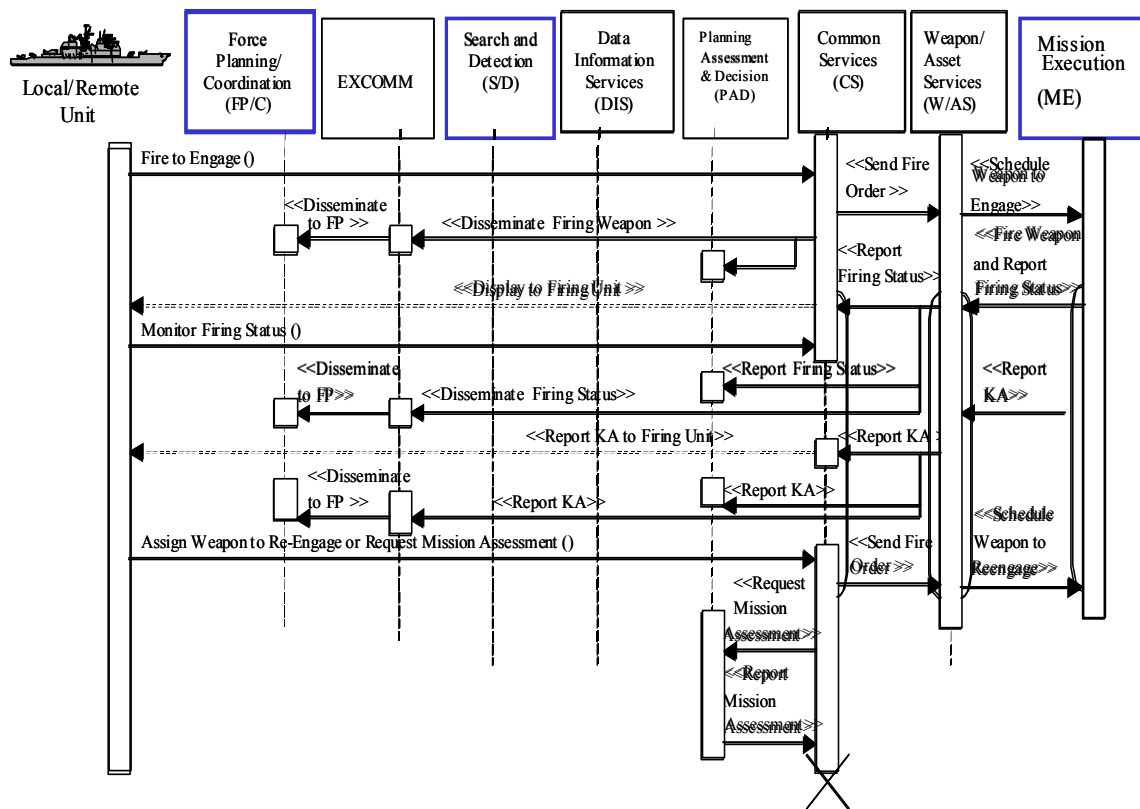 Local/Remote
Unit
Force
Planning/
Coordination
(FP/C)
EXCOMM
Search and
Detection
(S/D)
Data
Information
Services
(DIS)
Planning
Assessment
& Decision
(PAD)
Common
Services
(CS)
Weapon/
Asset
Services
(W/AS)
Mission
Execution
(ME)
Fire to Engage ()
<<Send Fire
Order >>
<<Schedule
Weapon to
Engage>>
<<Disseminate
to FP >>
<<Disseminate Firing Weapon >>
<<Report
Firing Status>>
<<Fire Weapon
and Report
Firing Status>>
<<Display to Firing Unit >>
Monitor Firing Status ()
<<Disseminate
to FP>>
<<Report Firing Status>>
<<Disseminate Firing Status>>
<<Report
KA>>
<<Report KA to Firing Unit>>
<<Report KA >
<<Disseminate
to FP >>
<<Report KA>>
<<Report KA>>
Assign Weapon to Re-Engage or Request Mission Assessment ()
<<Send Fire
Order >>
<<Schedule
Weapon to
Reengage>>
<<Request
Mission
Assessment>>
<<Report
Mission
Assessment>>